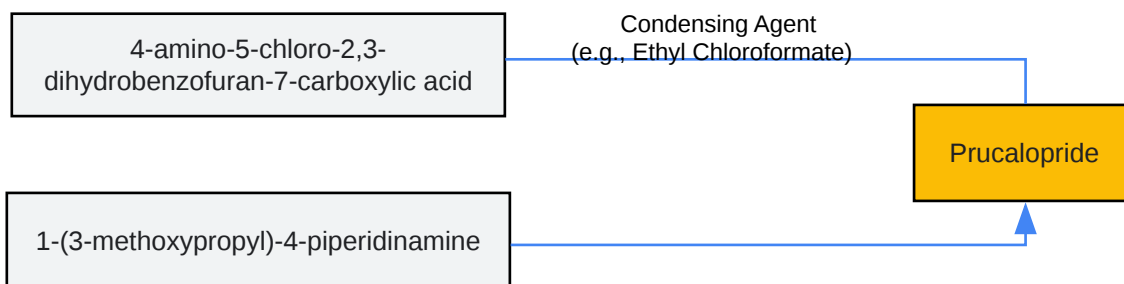 4-amino-5-chloro-2,3-
dihydrobenzofuran-7-carboxylic acid
Condensing Agent
(e.g., Ethyl Chloroformate)
Prucalopride
1-(3-methoxypropyl)-4-piperidinamine